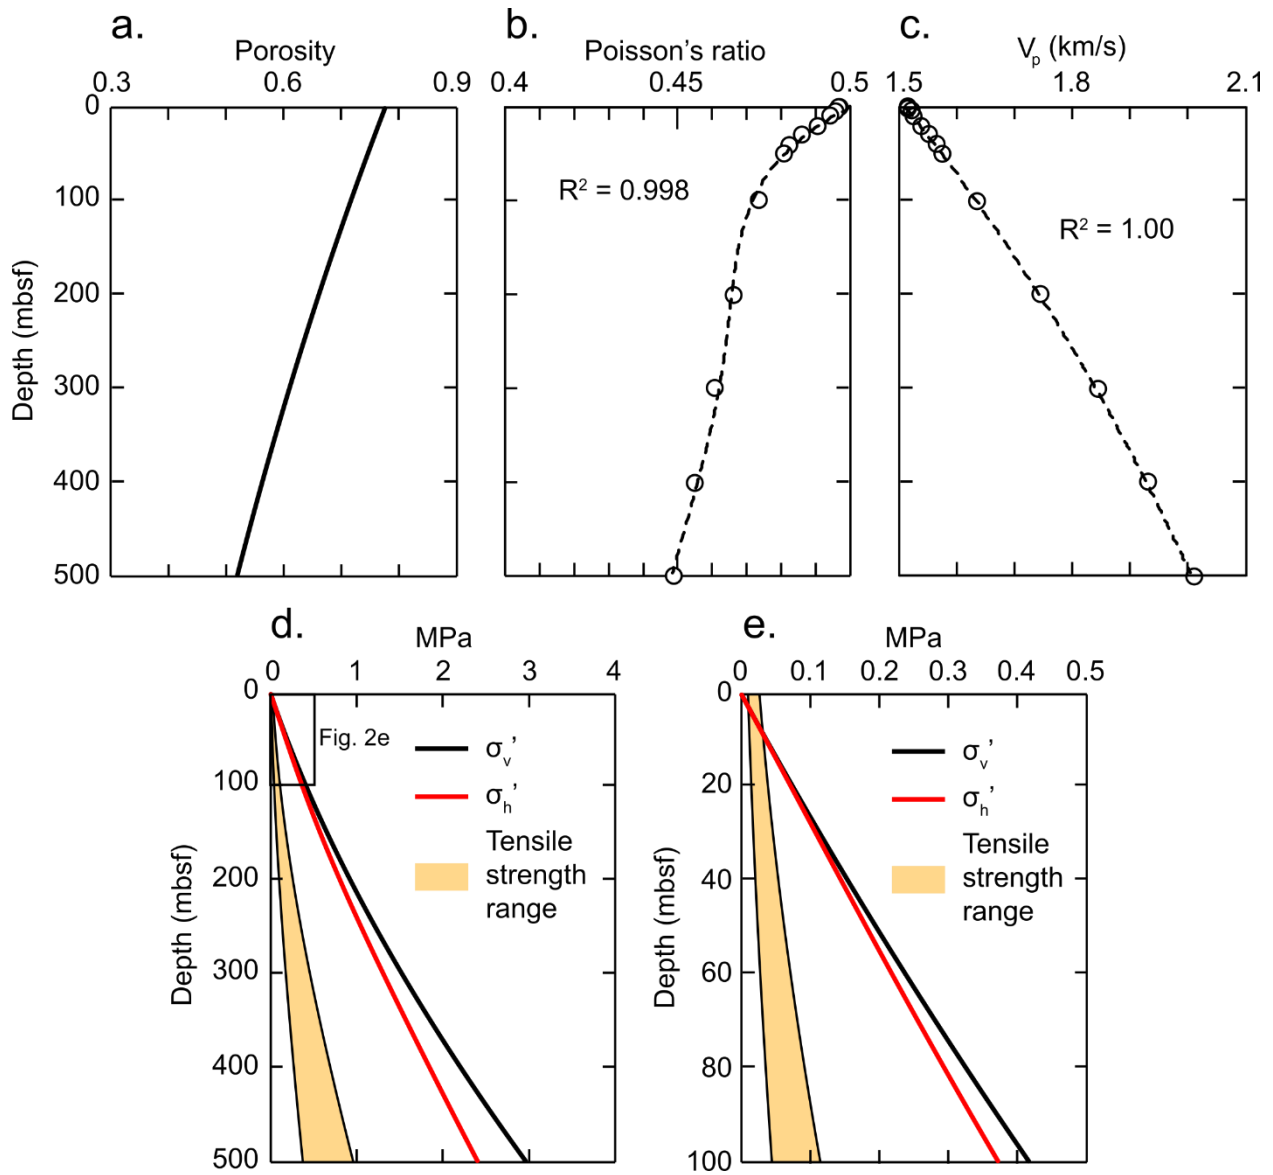 a.
Porosity
0.3 0.6 0.9
b.
Poisson's ratio
0.4 0.45 0.5
c.
Vp (km/s)
1.5 1.8 2.1
Depth (mbsf)
0
100
200
300
400
500
R² = 0.998
R² = 1.00
d.
MPa
0 1 2 3 4
Depth (mbsf)
0
100
200
300
400
500
Fig. 2e
σv'
σh'
Tensile
strength
range
e.
MPa
0 0.1 0.2 0.3 0.4 0.5
Depth (mbsf)
0
20
40
60
80
100
σv'
σh'
Tensile
strength
range